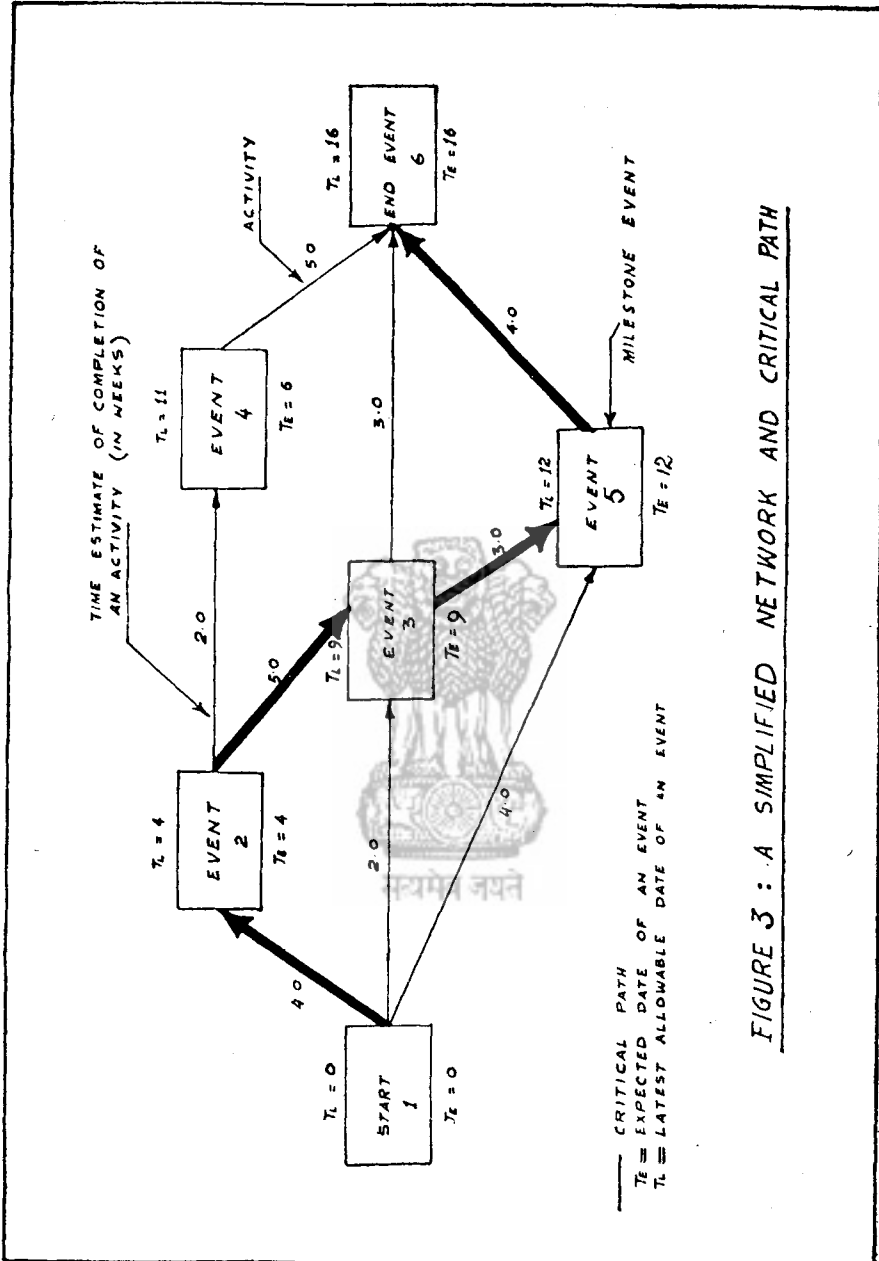 TIME ESTIMATE OF COMPLETION OF
AN ACTIVITY (IN WEEKS)
ACTIVITY
TL = 4
EVENT
2
TE = 4
2.0
TL = 11
EVENT
4
TE = 6
5.0
TL = 16
END EVENT
6
TE = 16
4.0
5.0
TL = 0
START
1
TE = 0
2.0
TL = 9
EVENT
3
TE = 9
3.0
3.0
4.0
4.0
TL = 12
EVENT
5
TE = 12
MILESTONE EVENT
सत्यमेव जयते
CRITICAL PATH
TE = EXPECTED DATE OF AN EVENT
TL = LATEST ALLOWABLE DATE OF AN EVENT
FIGURE 3 : A SIMPLIFIED NETWORK AND CRITICAL PATH